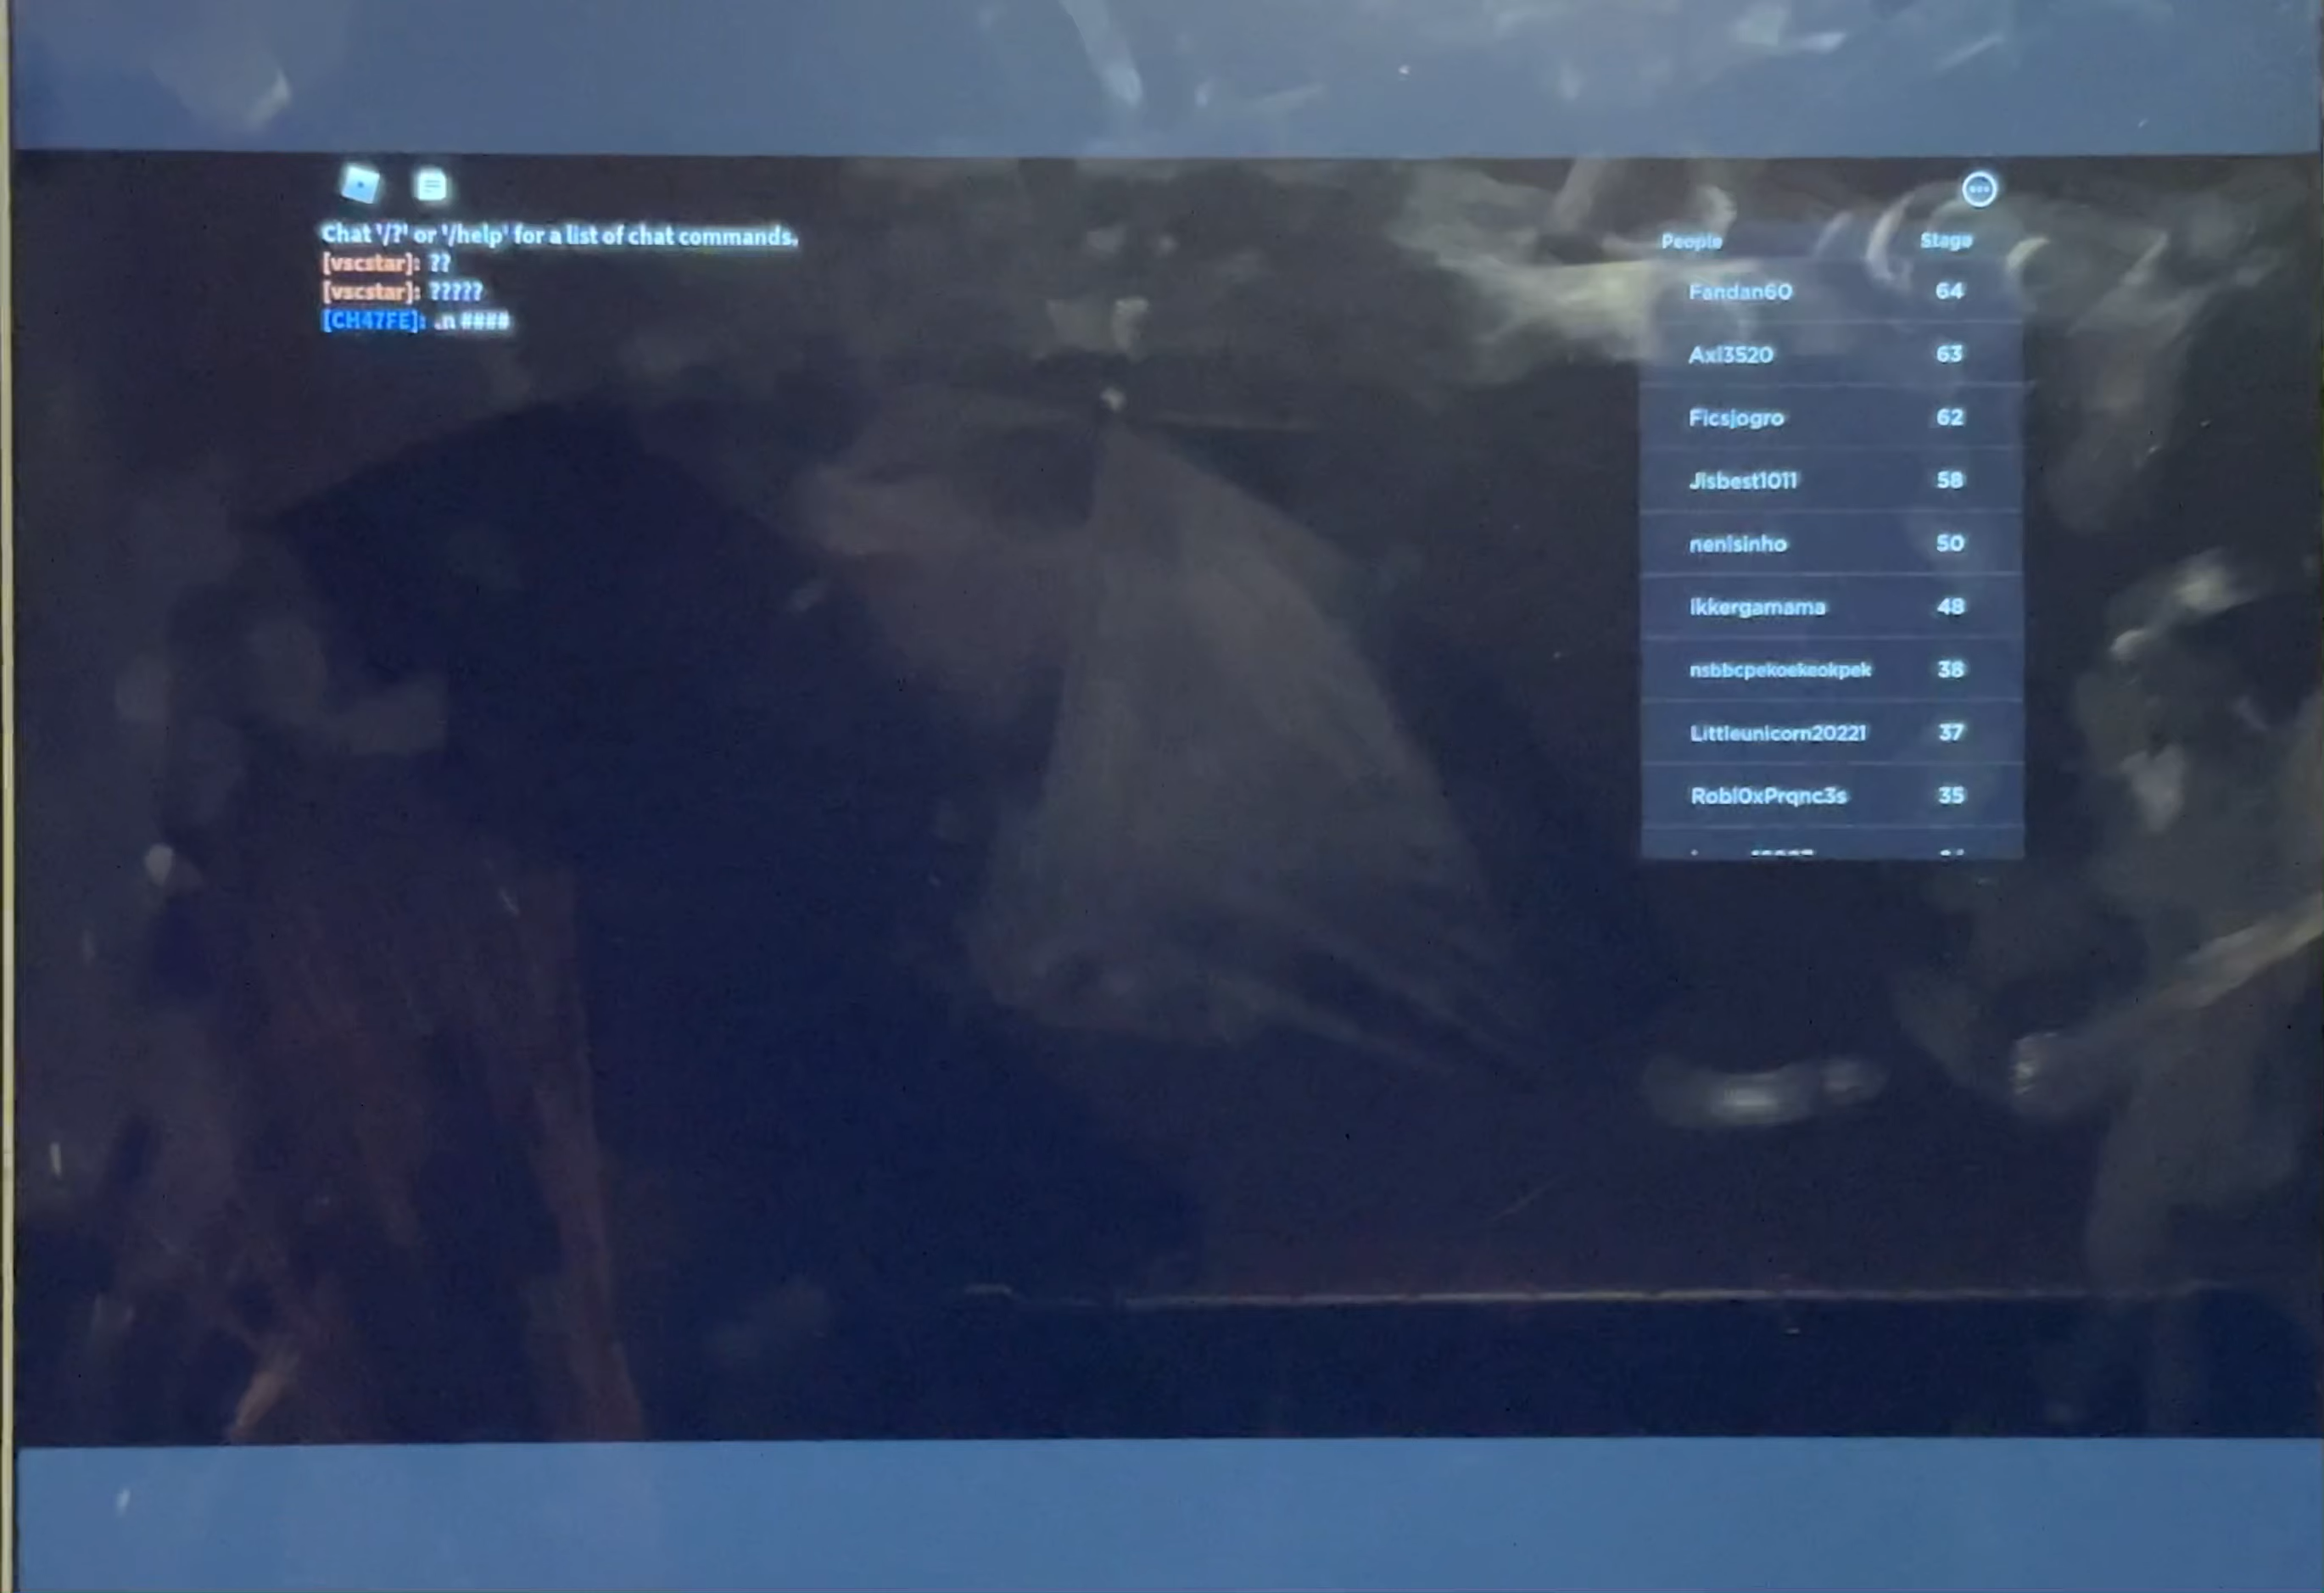 Chat '/?' or '/help' for a list of chat commands.
[vscstar]: ??
[vscstar]: ?????
[CH47FE]: .n ####
People Stage
Fandan60 64
Axl3520 63
Ficsjogro 62
Jisbest1011 58
nenisinho 50
ikkergamama 48
nsbbcpekoekeokpek 38
Littleunicorn20221 37
Robl0xPrqnc3s 35